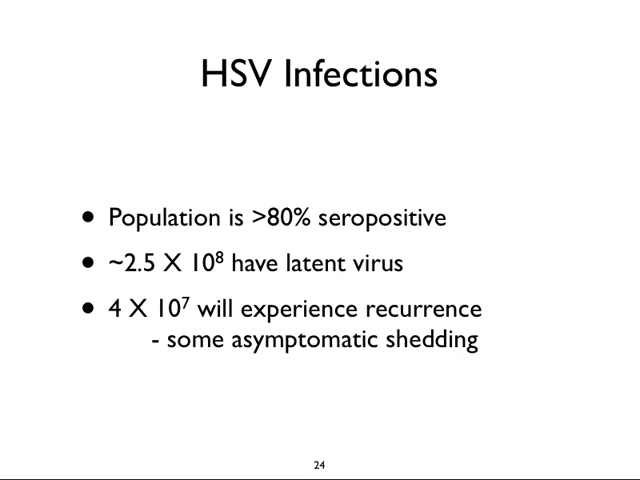 HSV Infections
• Population is >80% seropositive
• ~2.5 X 10⁸ have latent virus
• 4 X 10⁷ will experience recurrence
- some asymptomatic shedding
24